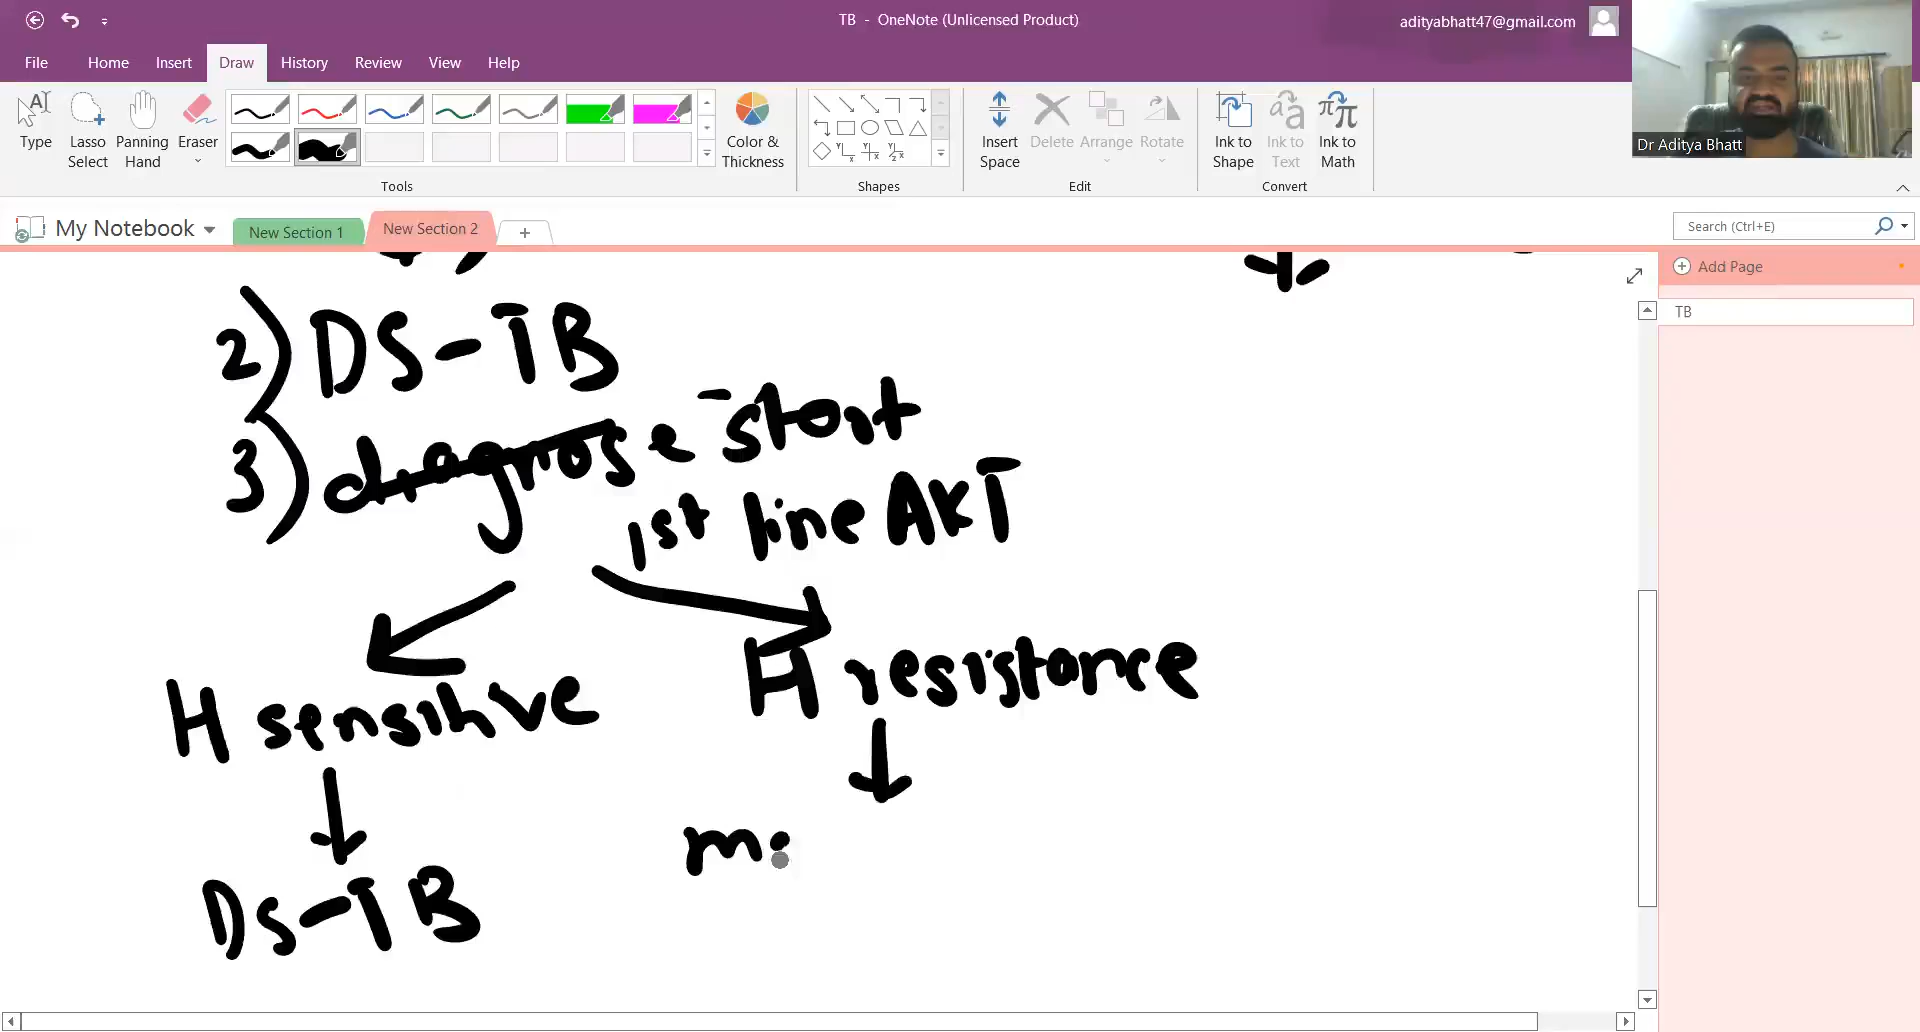 TB - OneNote (Unlicensed Product)
adityabhatt47@gmail.com
File Home Insert Draw History Review View Help
Type Lasso Select Panning Hand Eraser
Color & Thickness
Insert Space Delete Arrange Rotate
Ink to Shape Ink to Text Ink to Math
Tools Shapes Edit Convert
Dr Aditya Bhatt
My Notebook New Section 1 New Section 2
Search (Ctrl+E)
Add Page
TB
2) DS-TB
3) diagnose - start
1st line AKT
H sensitive
H resistance
DS-TB